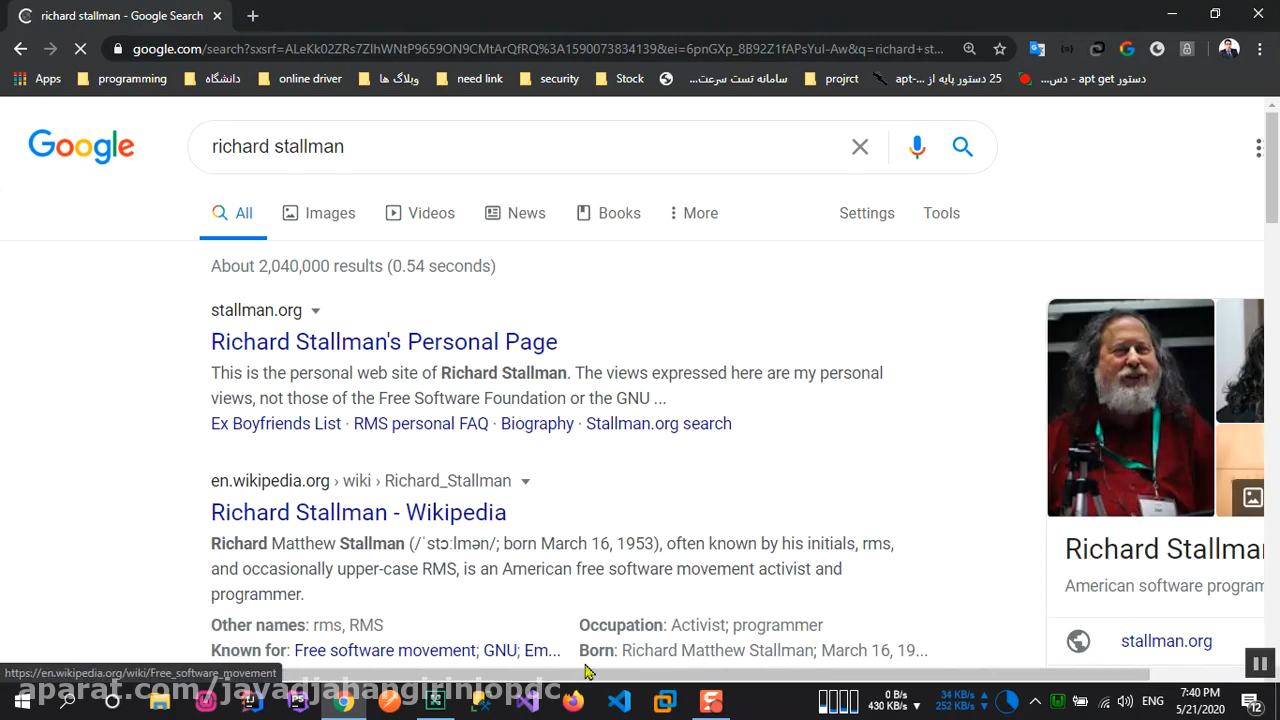 richard stallman - Google Search
google.com/search?sxsrf=ALeKk02ZRs7ZIhWNtP9659ON9CMtArQfRQ%3A1590073834139&ei=6pnGXp_8B92Z1fAPsYuI-Aw&q=richard+st...
Apps programming دانشگاه online driver وبلاگ ها need link security Stock سامانه تست سرعت... projrct 25 دستور پایه از ...apt- دستور apt get - دس...
Google
richard stallman
All Images Videos News Books More Settings Tools
About 2,040,000 results (0.54 seconds)
stallman.org
Richard Stallman's Personal Page
This is the personal web site of Richard Stallman. The views expressed here are my personal
views, not those of the Free Software Foundation or the GNU ...
Ex Boyfriends List · RMS personal FAQ · Biography · Stallman.org search
en.wikipedia.org › wiki › Richard_Stallman
Richard Stallman - Wikipedia
Richard Matthew Stallman (/ˈstɔːlmən/; born March 16, 1953), often known by his initials, rms,
and occasionally upper-case RMS, is an American free software movement activist and
programmer.
Other names: rms, RMS Occupation: Activist; programmer
Known for: Free software movement; GNU; Em... Born: Richard Matthew Stallman; March 16, 19...
Richard Stallma
American software program
stallman.org
https://en.wikipedia.org/wiki/Free_software_movement
aparat.com/javadjahangiriniopdc
0 B/s
430 KB/s
34 KB/s
252 KB/s
ENG
7:40 PM
5/21/2020
12